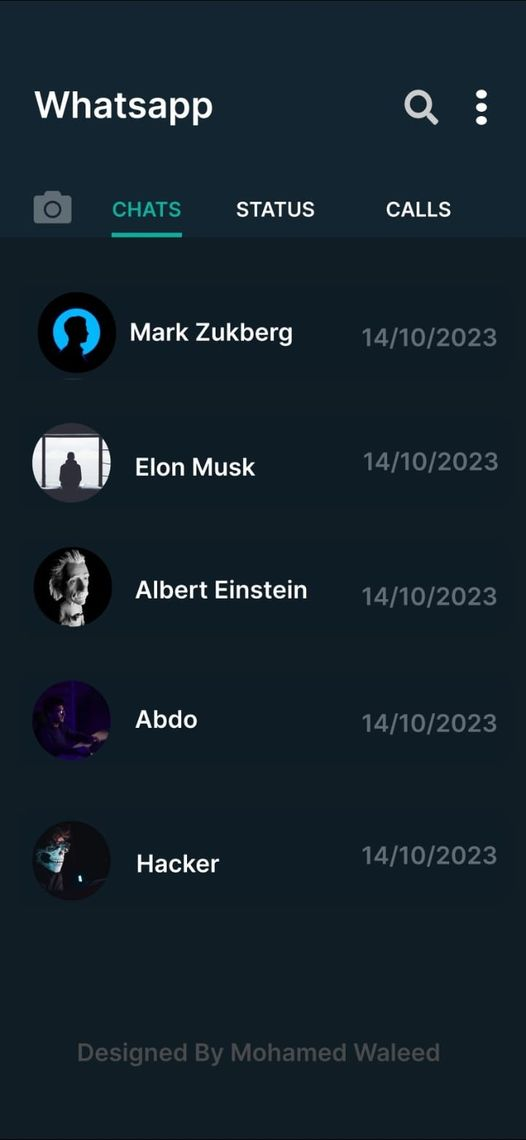 Whatsapp
CHATS STATUS CALLS
Mark Zukberg 14/10/2023
Elon Musk 14/10/2023
Albert Einstein 14/10/2023
Abdo 14/10/2023
Hacker 14/10/2023
Designed By Mohamed Waleed